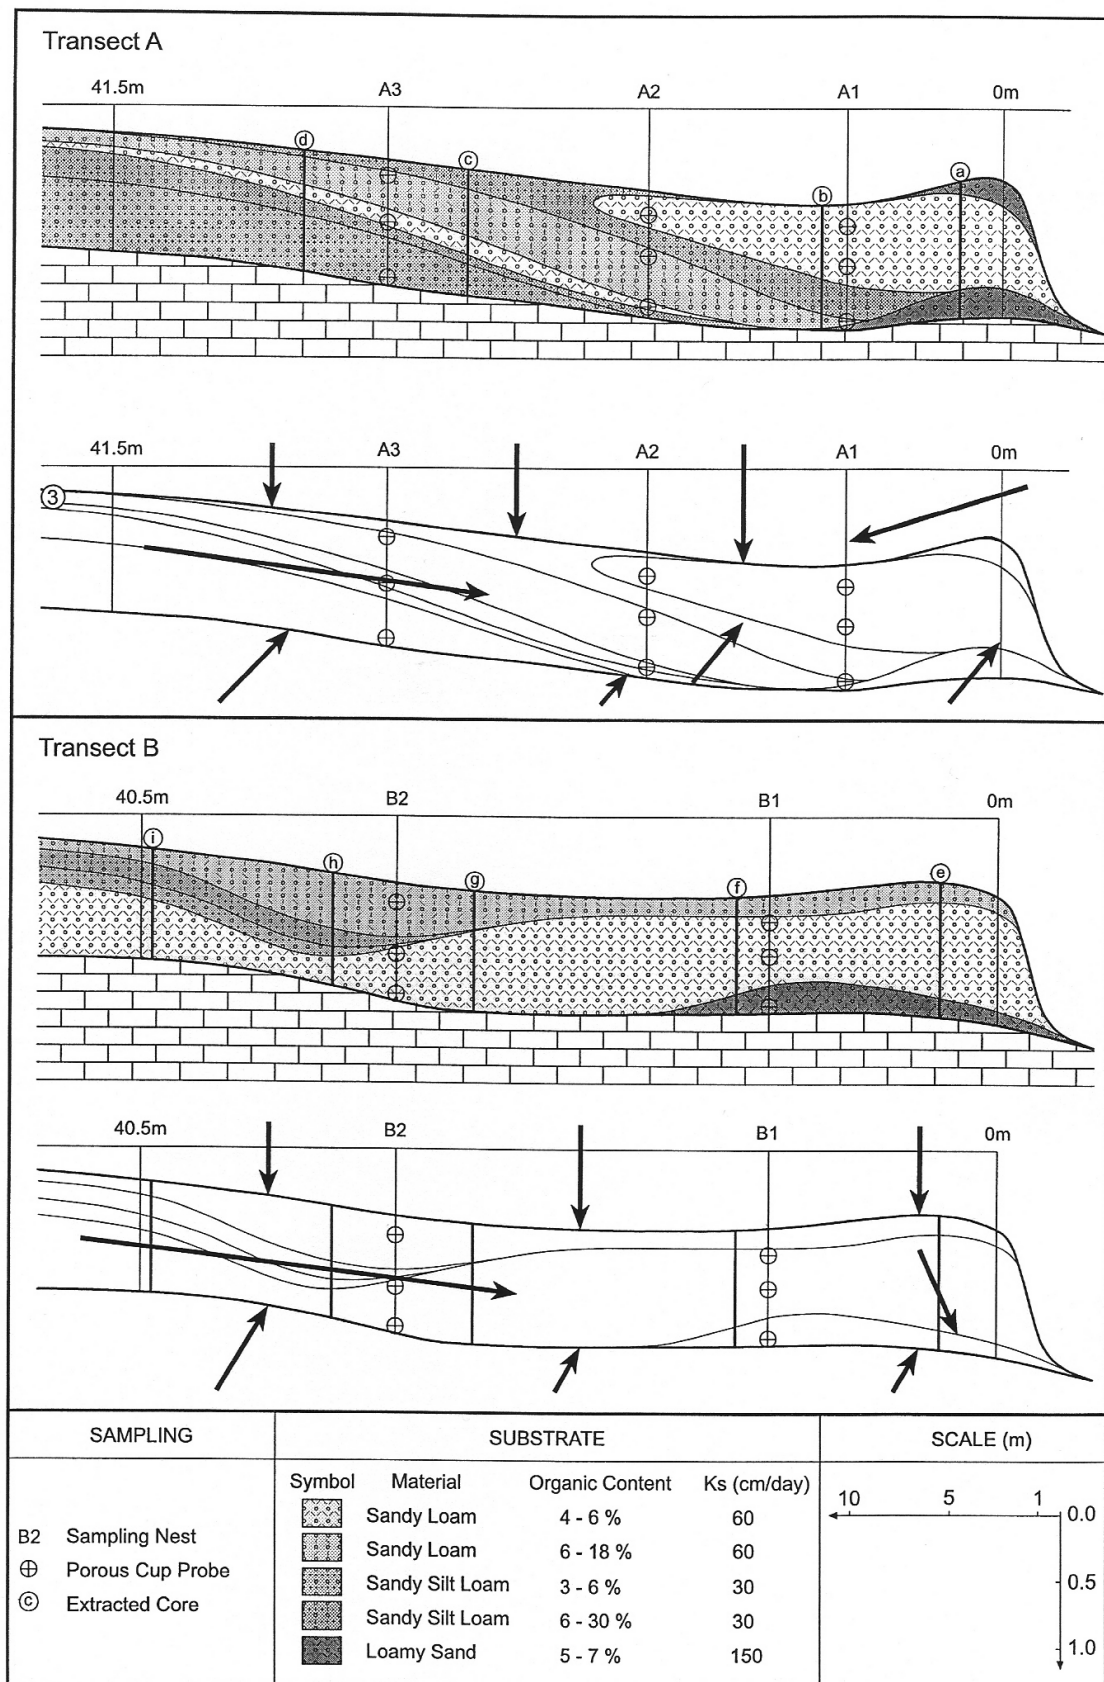 Transect A
41.5m A3 A2 A1 0m
d c b a
41.5m A3 A2 A1 0m
3
Transect B
40.5m B2 B1 0m
i h g f e
40.5m B2 B1 0m
SAMPLING
B2 Sampling Nest
Porous Cup Probe
c Extracted Core
SUBSTRATE
Symbol Material Organic Content Ks (cm/day)
Sandy Loam 4 - 6 % 60
Sandy Loam 6 - 18 % 60
Sandy Silt Loam 3 - 6 % 30
Sandy Silt Loam 6 - 30 % 30
Loamy Sand 5 - 7 % 150
SCALE (m)
10 5 1
0.0
0.5
1.0